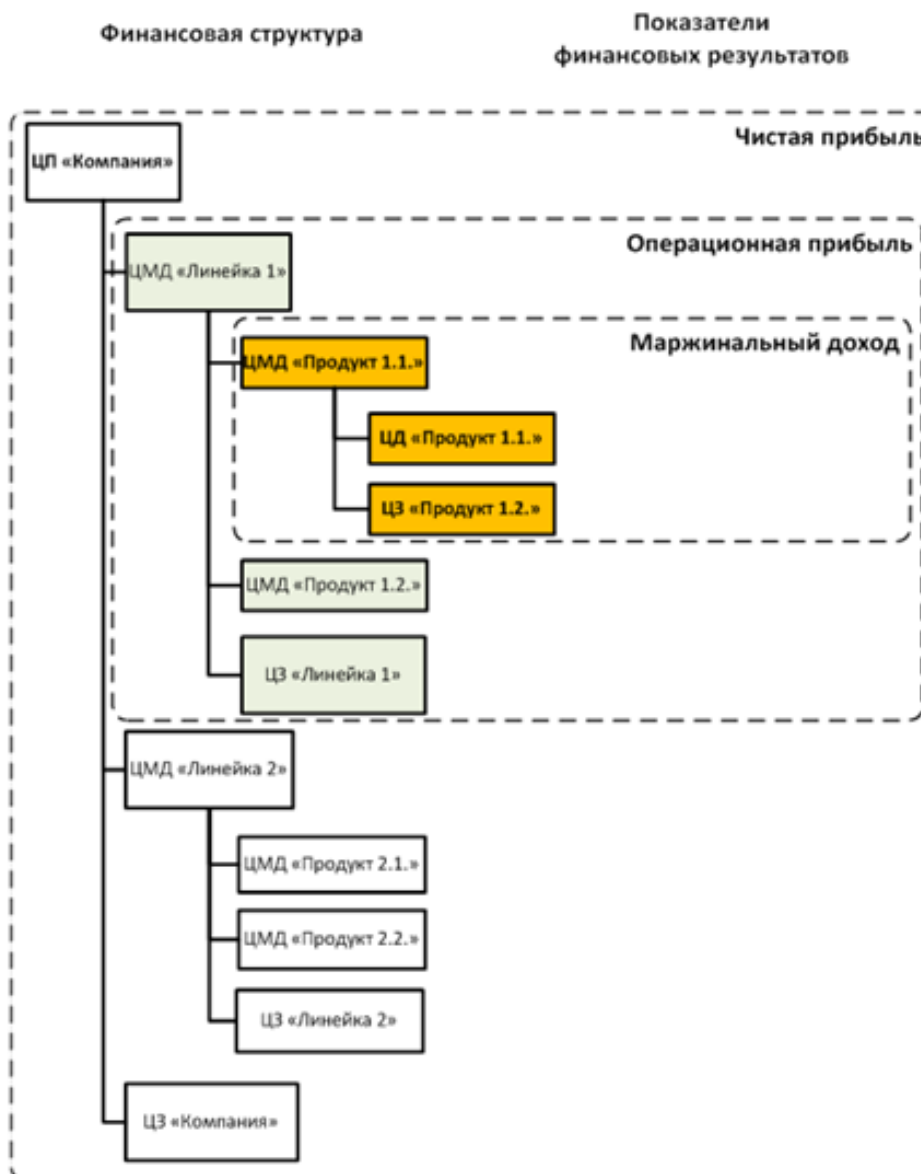 Финансовая структура
Показатели
финансовых результатов
Чистая прибыль
ЦП «Компания»
Операционная прибыль
ЦМД «Линейка 1»
Маржинальный доход
ЦМД «Продукт 1.1.»
ЦД «Продукт 1.1.»
ЦЗ «Продукт 1.2.»
ЦМД «Продукт 1.2.»
ЦЗ «Линейка 1»
ЦМД «Линейка 2»
ЦМД «Продукт 2.1.»
ЦМД «Продукт 2.2.»
ЦЗ «Линейка 2»
ЦЗ «Компания»